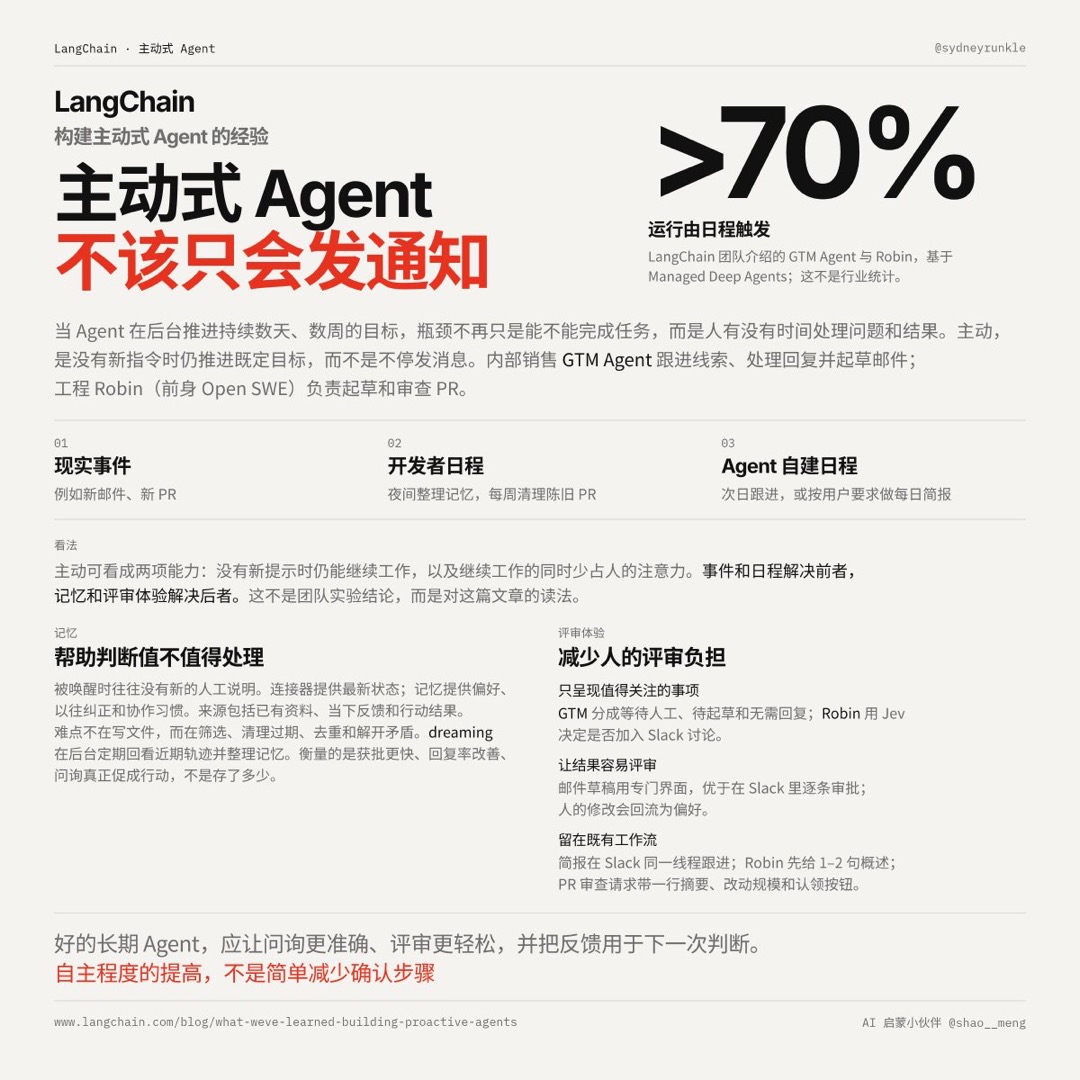 LangChain · 主动式 Agent
@sydneyrunkle
LangChain
构建主动式 Agent 的经验
主动式 Agent
不该只会发通知
>70%
运行由日程触发
LangChain 团队介绍的 GTM Agent 与 Robin，基于
Managed Deep Agents；这不是行业统计。
当 Agent 在后台推进持续数天、数周的目标，瓶颈不再只是能不能完成任务，而是人有没有时间处理问题和结果。主动，
是没有新指令时仍推进既定目标，而不是不停发消息。内部销售 GTM Agent 跟进线索、处理回复并起草邮件；
工程 Robin（前身 Open SWE）负责起草和审查 PR。
01
现实事件
例如新邮件、新 PR
02
开发者日程
夜间整理记忆，每周清理陈旧 PR
03
Agent 自建日程
次日跟进，或按用户要求做每日简报
看法
主动可看成两项能力：没有新提示时仍能继续工作，以及继续工作的同时少占人的注意力。事件和日程解决前者，
记忆和评审体验解决后者。这不是团队实验结论，而是对这篇文章的读法。
记忆
帮助判断值不值得处理
被唤醒时往往没有新的人工说明。连接器提供最新状态；记忆提供偏好、
以往纠正和协作习惯。来源包括已有资料、当下反馈和行动结果。
难点不在写文件，而在筛选、清理过期、去重和解开矛盾。dreaming
在后台定期回看近期轨迹并整理记忆。衡量的是获批更快、回复率改善、
问询真正促成行动，不是存了多少。
评审体验
减少人的评审负担
只呈现值得关注的事项
GTM 分成等待人工、待起草和无需回复；Robin 用 Jev
决定是否加入 Slack 讨论。
让结果容易评审
邮件草稿用专门界面，优于在 Slack 里逐条审批；
人的修改会回流为偏好。
留在既有工作流
简报在 Slack 同一线程跟进；Robin 先给 1–2 句概述；
PR 审查请求带一行摘要、改动规模和认领按钮。
好的长期 Agent，应让问询更准确、评审更轻松，并把反馈用于下一次判断。
自主程度的提高，不是简单减少确认步骤
www.langchain.com/blog/what-weve-learned-building-proactive-agents
AI 启蒙小伙伴 @shao__meng